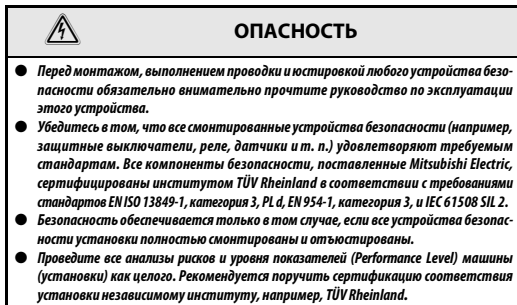 ОПАСНОСТЬ
● Перед монтажом, выполнением проводки и юстировкой любого устройства безо-
пасности обязательно внимательно прочтите руководство по эксплуатации
этого устройства.
● Убедитесь в том, что все смонтированные устройства безопасности (например,
защитные выключатели, реле, датчики и т. п.) удовлетворяют требуемым
стандартам. Все компоненты безопасности, поставленные Mitsubishi Electric,
сертифицированы институтом TÜV Rheinland в соответствии с требованиями
стандартов EN ISO 13849-1, категория 3, PL d, EN 954-1, категория 3, и IEC 61508 SIL 2.
● Безопасность обеспечивается только в том случае, если все устройства безопас-
ности установки полностью смонтированы и отъюстированы.
● Проведите все анализы рисков и уровня показателей (Performance Level) машины
(установки) как целого. Рекомендуется поручить сертификацию соответствия
установки независимому институту, например, TÜV Rheinland.